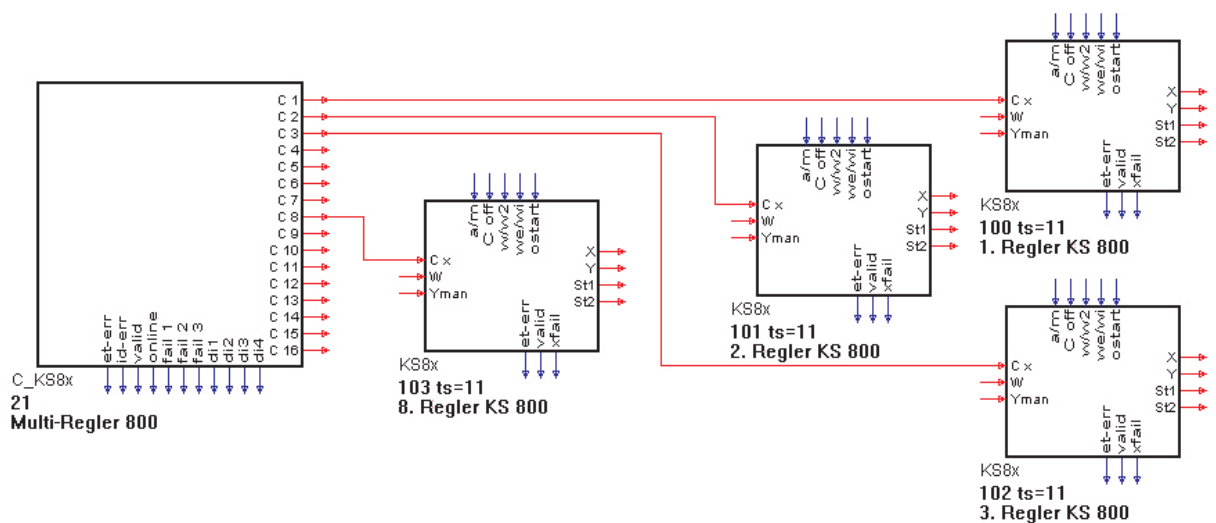 C 1
C 2
C 3
C 4
C 5
C 6
C 7
C 8
C 9
C 10
C 11
C 12
C 13
C 14
C 15
C 16
et-err
id-err
valid
online
fail 1
fail 2
fail 3
di1
di2
di3
di4
C_KS8x
21
Multi-Regler 800
a/m
C off
w/w2
we/wi
ostart
C x
W
Yman
X
Y
St1
St2
et-err
valid
xfail
KS8x
103 ts=11
8. Regler KS 800
a/m
C off
w/w2
we/wi
ostart
C x
W
Yman
X
Y
St1
St2
et-err
valid
xfail
KS8x
101 ts=11
2. Regler KS 800
a/m
C off
w/w2
we/wi
ostart
C x
W
Yman
X
Y
St1
St2
et-err
valid
xfail
KS8x
100 ts=11
1. Regler KS 800
a/m
C off
w/w2
we/wi
ostart
C x
W
Yman
X
Y
St1
St2
et-err
valid
xfail
KS8x
102 ts=11
3. Regler KS 800